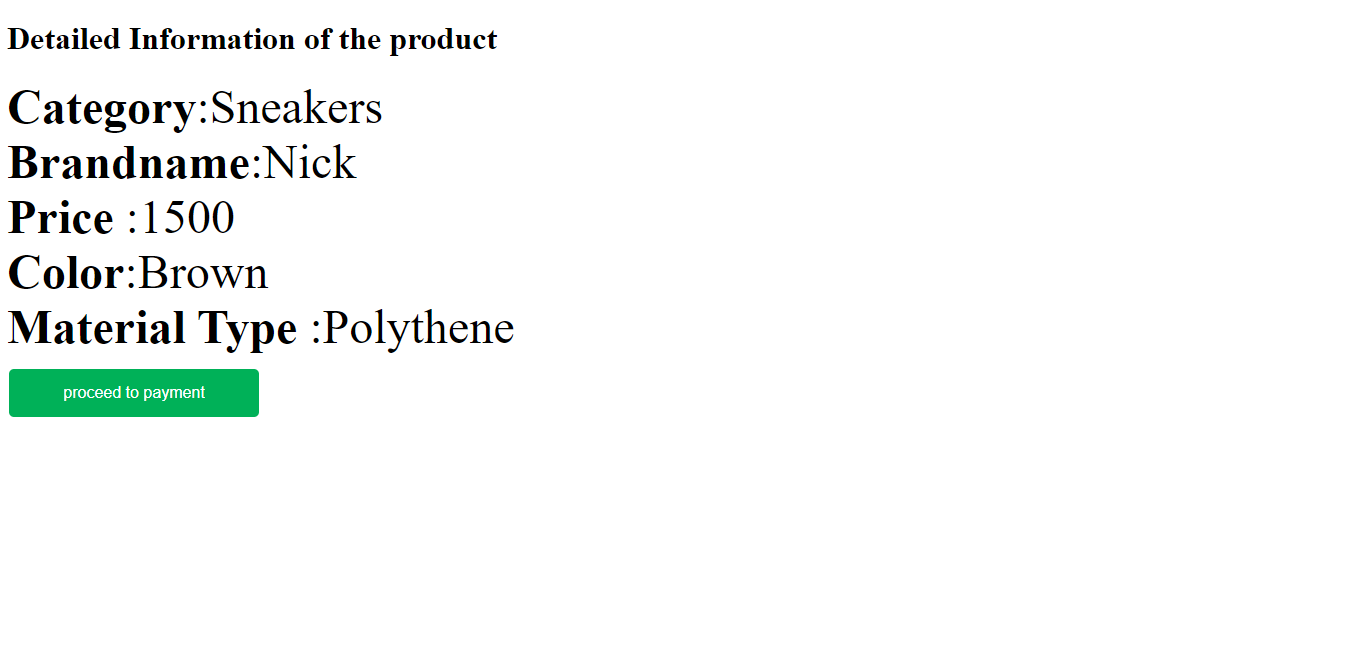 Detailed Information of the product
Category:Sneakers
Brandname:Nick
Price :1500
Color:Brown
Material Type :Polythene
proceed to payment